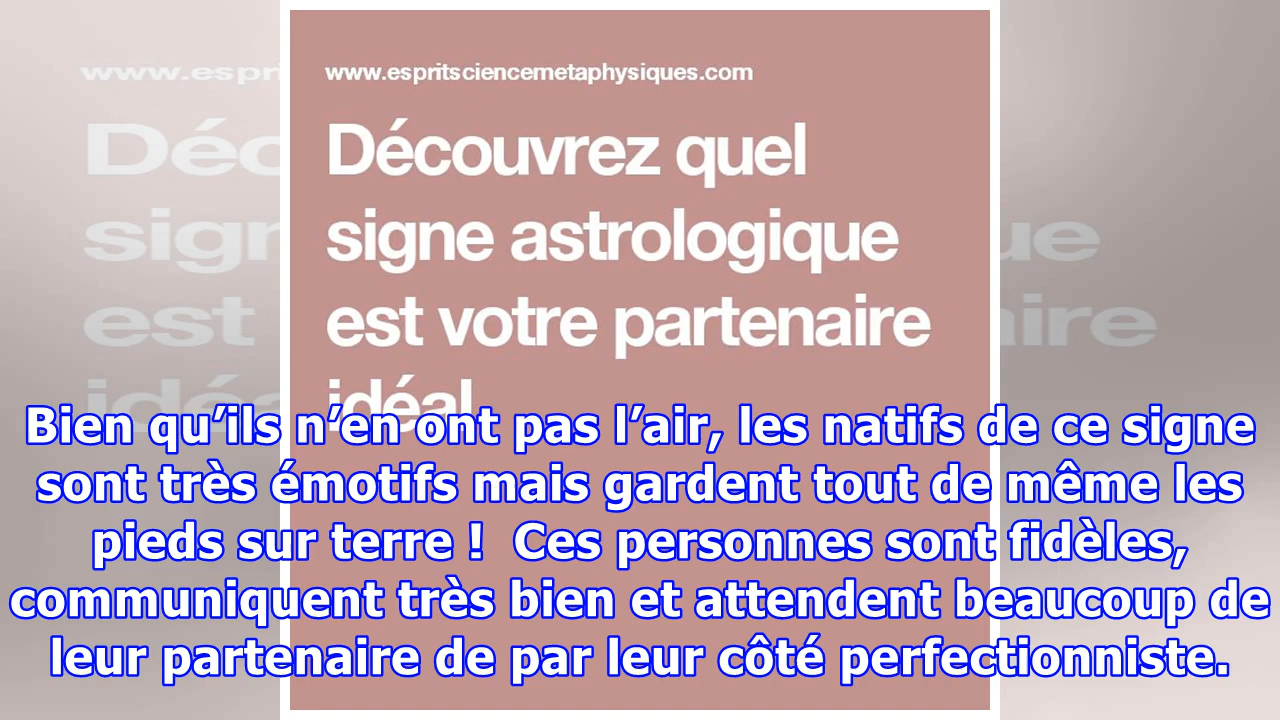 www.espritsciencemetaphysiques.com
Découvrez quel
signe astrologique
est votre partenaire
idéal
Bien qu’ils n’en ont pas l’air, les natifs de ce signe
sont très émotifs mais gardent tout de même les
pieds sur terre !  Ces personnes sont fidèles,
communiquent très bien et attendent beaucoup de
leur partenaire de par leur côté perfectionniste.